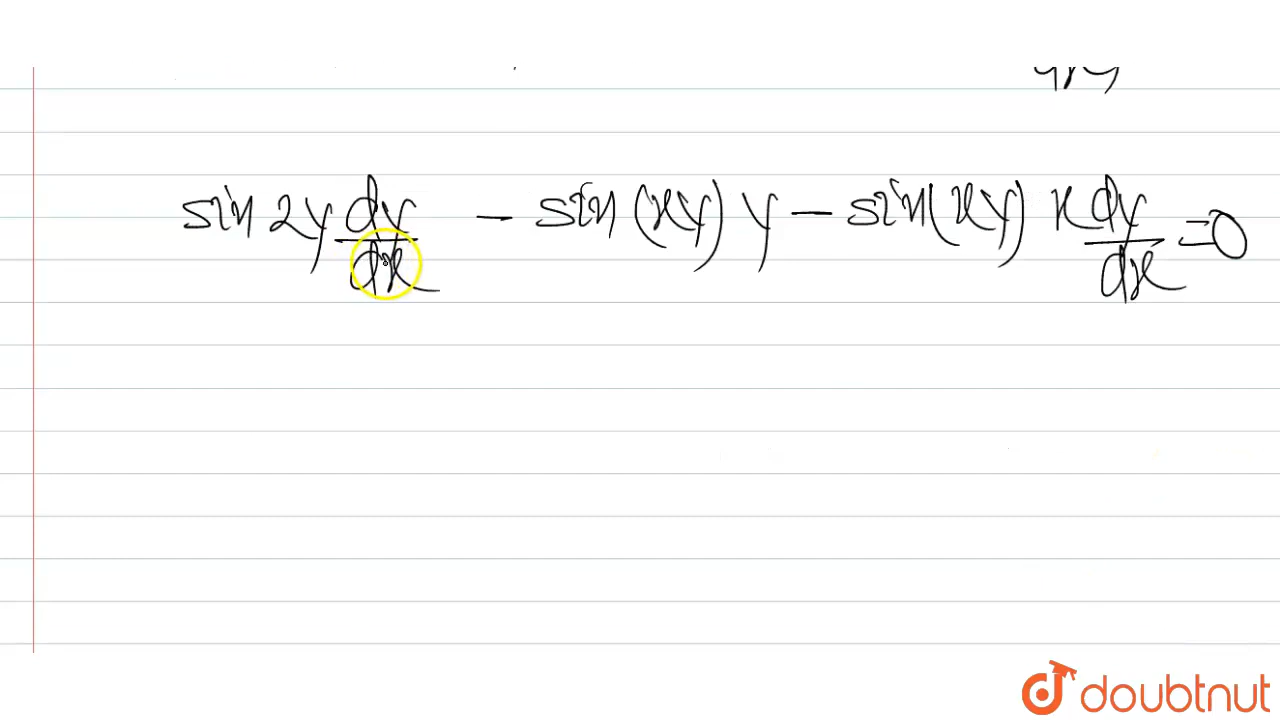 sin 2y dy/dx - sin (xy) y - sin(xy) x dy/dx = 0
doubtnut